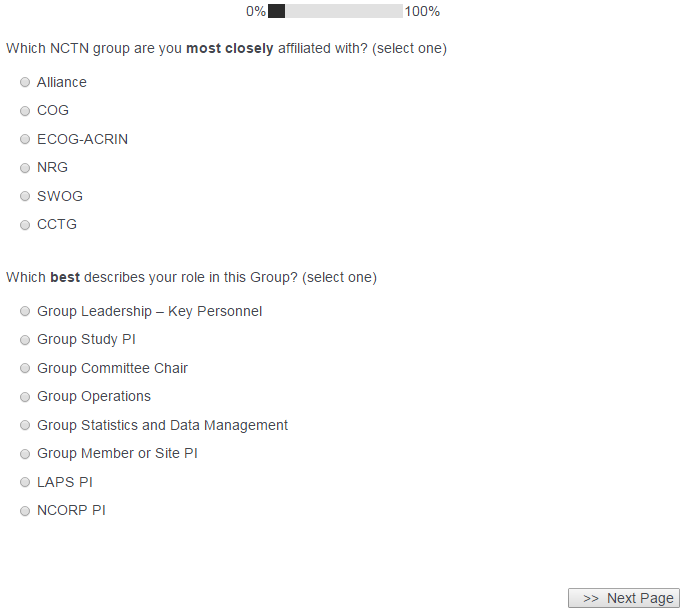 0% 100%
Which NCTN group are you most closely affiliated with? (select one)
Alliance
COG
ECOG-ACRIN
NRG
SWOG
CCTG
Which best describes your role in this Group? (select one)
Group Leadership – Key Personnel
Group Study PI
Group Committee Chair
Group Operations
Group Statistics and Data Management
Group Member or Site PI
LAPS PI
NCORP PI
>> Next Page